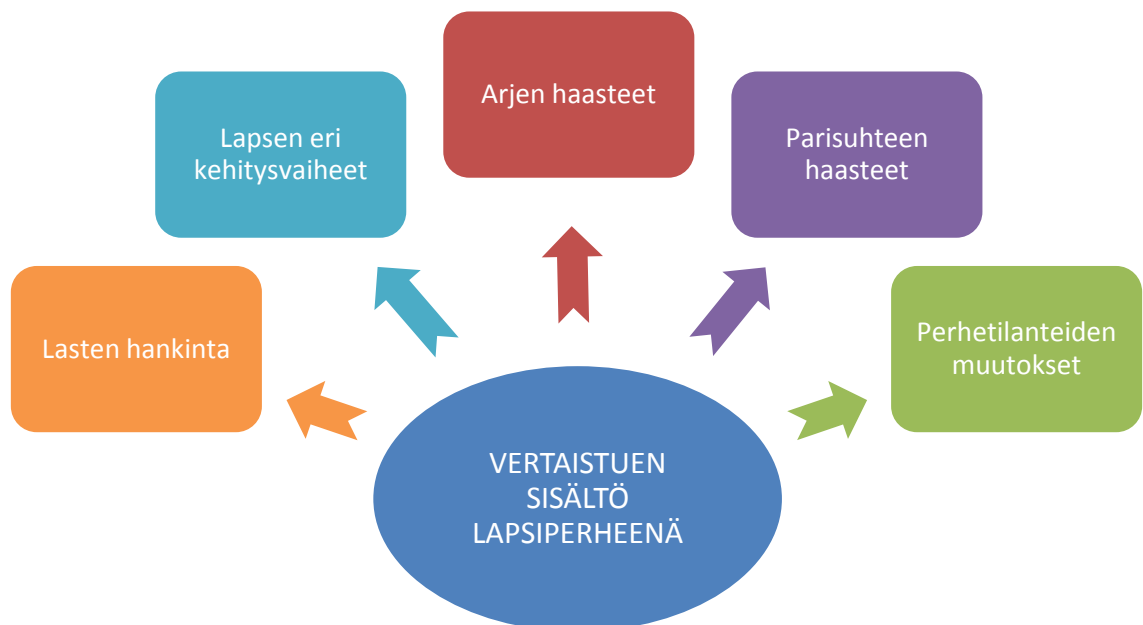 Arjen haasteet
Lapsen eri
kehitysvaiheet
Parisuhteen
haasteet
Lasten hankinta
Perhetilanteiden
muutokset
VERTAISTUEN
SISÄLTÖ
LAPSIPERHEENÄ